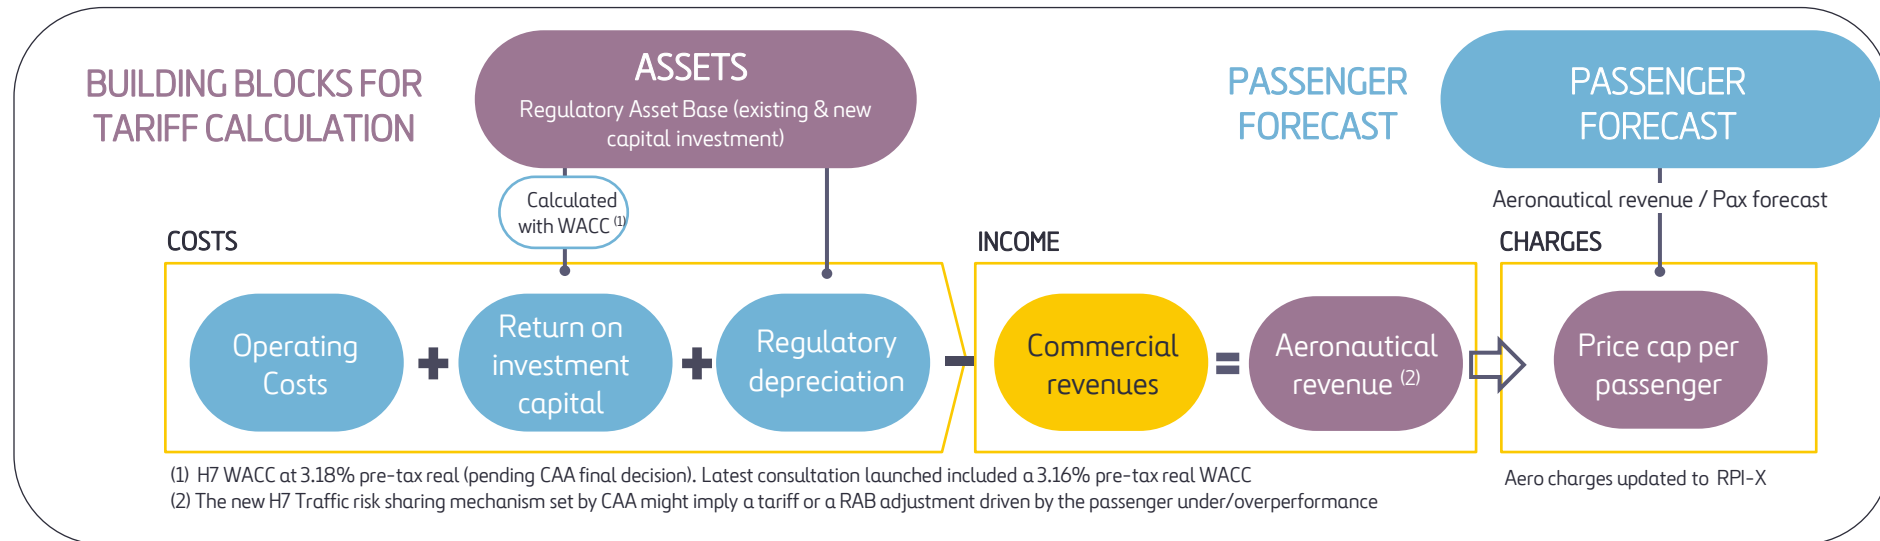 BUILDING BLOCKS FOR
TARIFF CALCULATION
ASSETS
Regulatory Asset Base (existing & new
capital investment)
PASSENGER
FORECAST
PASSENGER
FORECAST
Calculated
with WACC (1)
Aeronautical revenue / Pax forecast
COSTS
INCOME
CHARGES
Operating
Costs
+
Return on
investment
capital
+
Regulatory
depreciation
-
Commercial
revenues
=
Aeronautical
revenue (2)
Price cap per
passenger
(1) H7 WACC at 3.18% pre-tax real (pending CAA final decision). Latest consultation launched included a 3.16% pre-tax real WACC
(2) The new H7 Traffic risk sharing mechanism set by CAA might imply a tariff or a RAB adjustment driven by the passenger under/overperformance
Aero charges updated to RPI-X